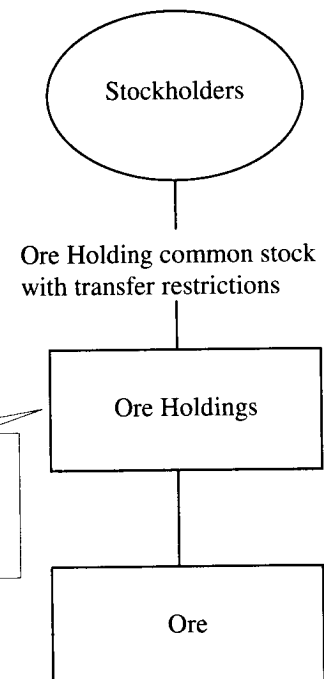 Stockholders
Ore Holding common stock
with transfer restrictions
Ore Holdings
Ore